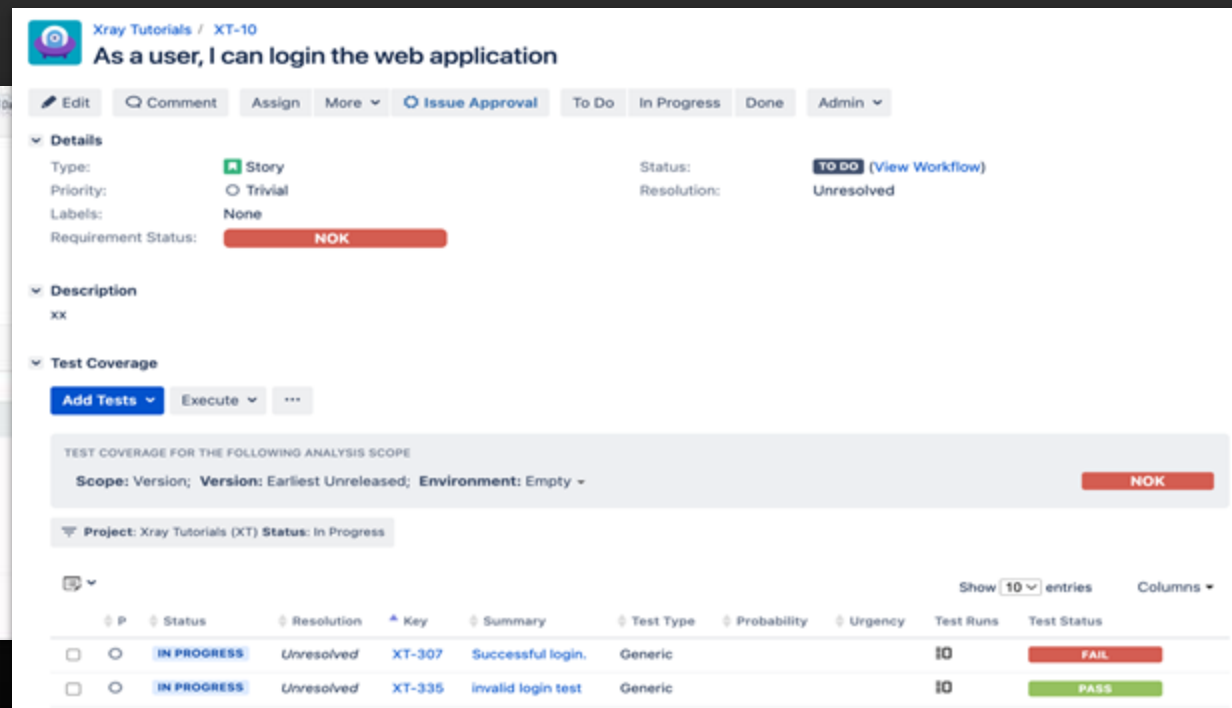 Xray Tutorials / XT-10
As a user, I can login the web application
Edit Comment Assign More Issue Approval To Do In Progress Done Admin
Details
Type: Story Status: TO DO (View Workflow)
Priority: Trivial Resolution: Unresolved
Labels: None
Requirement Status: NOK
Description
xx
Test Coverage
Add Tests Execute ...
TEST COVERAGE FOR THE FOLLOWING ANALYSIS SCOPE
Scope: Version; Version: Earliest Unreleased; Environment: Empty NOK
Project: Xray Tutorials (XT) Status: In Progress
Show 10 entries Columns
P Status Resolution Key Summary Test Type Probability Urgency Test Runs Test Status
IN PROGRESS Unresolved XT-307 Successful login. Generic FAIL
IN PROGRESS Unresolved XT-335 invalid login test Generic PASS